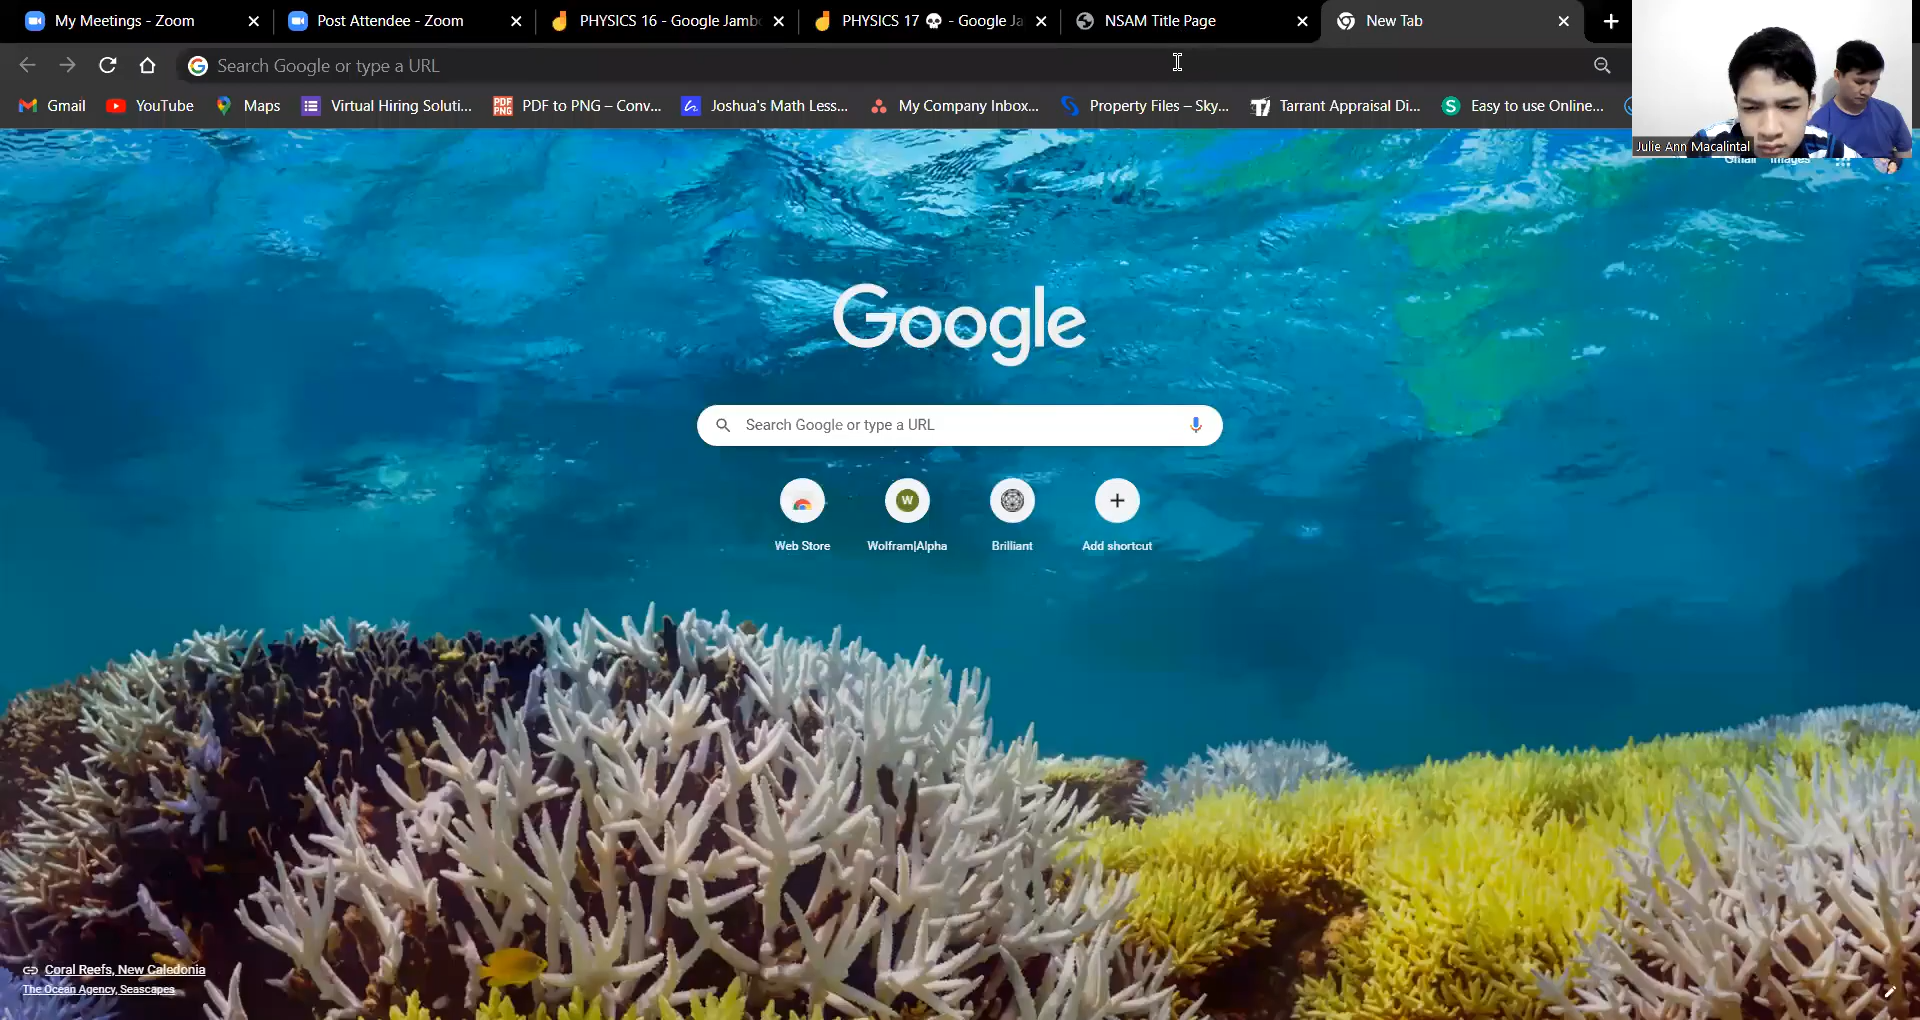 My Meetings - Zoom
Post Attendee - Zoom
PHYSICS 16 - Google Jambo
PHYSICS 17 💀 - Google Ja
NSAM Title Page
New Tab
Search Google or type a URL
Gmail
YouTube
Maps
Virtual Hiring Soluti...
PDF to PNG – Conv...
Joshua's Math Less...
My Company Inbox...
Property Files – Sky...
Tarrant Appraisal Di...
Easy to use Online...
Julie Ann Macalintal
Gmail Images
Google
Search Google or type a URL
W
Web Store
Wolfram|Alpha
Brilliant
Add shortcut
Coral Reefs, New Caledonia
The Ocean Agency, Seascapes